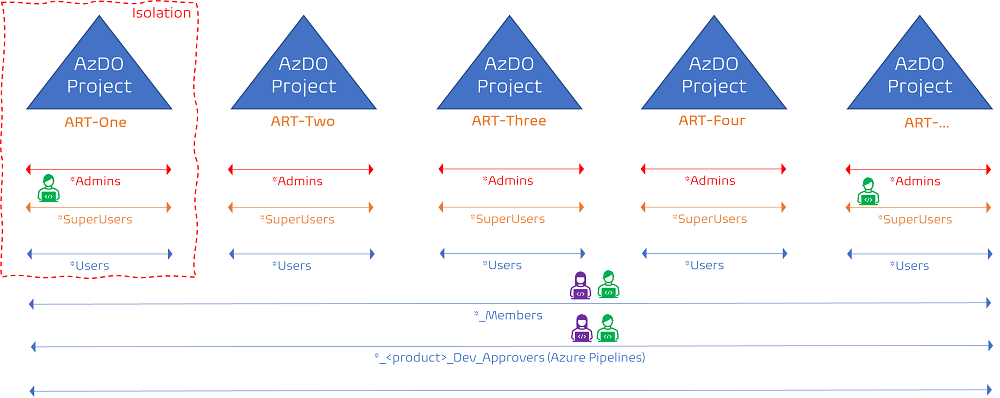 Isolation
AzDO
Project
AzDO
Project
AzDO
Project
AzDO
Project
AzDO
Project
ART-One
ART-Two
ART-Three
ART-Four
ART-...
*Admins
*Admins
*Admins
*Admins
*Admins
*SuperUsers
*SuperUsers
*SuperUsers
*SuperUsers
*SuperUsers
*Users
*Users
*Users
*Users
*Users
*_Members
*_<product>_Dev_Approvers (Azure Pipelines)